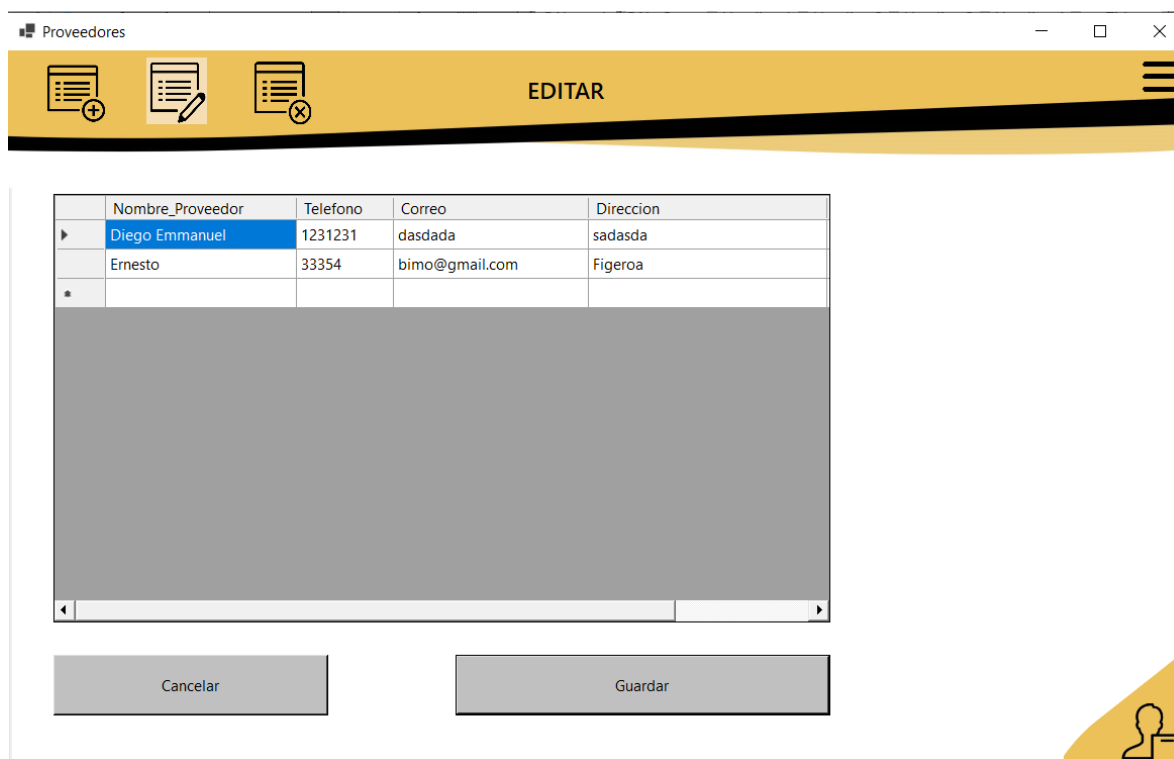 Proveedores
EDITAR
Nombre_Proveedor Telefono Correo Direccion
Diego Emmanuel 1231231 dasdada sadasda
Ernesto 33354 bimo@gmail.com Figeroa
Cancelar Guardar